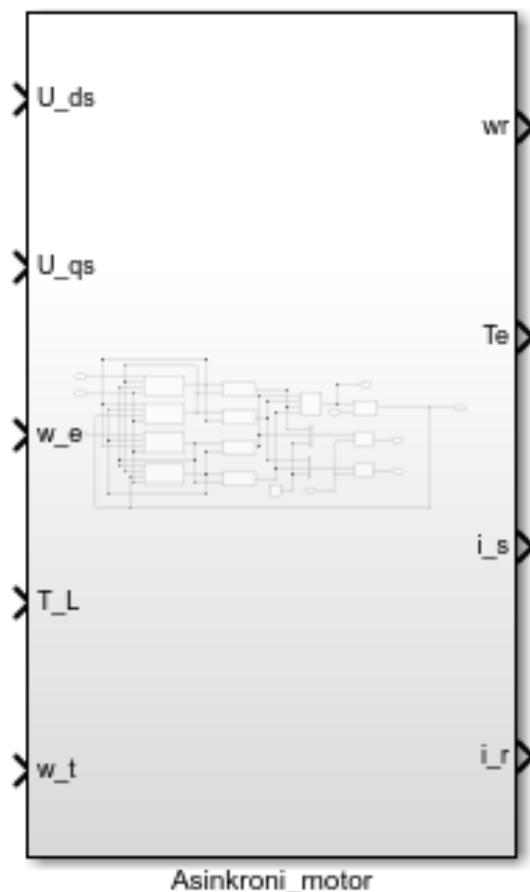 U_ds
wr
U_qs
Te
w_e
i_s
T_L
i_r
w_t
Asinkroni_motor